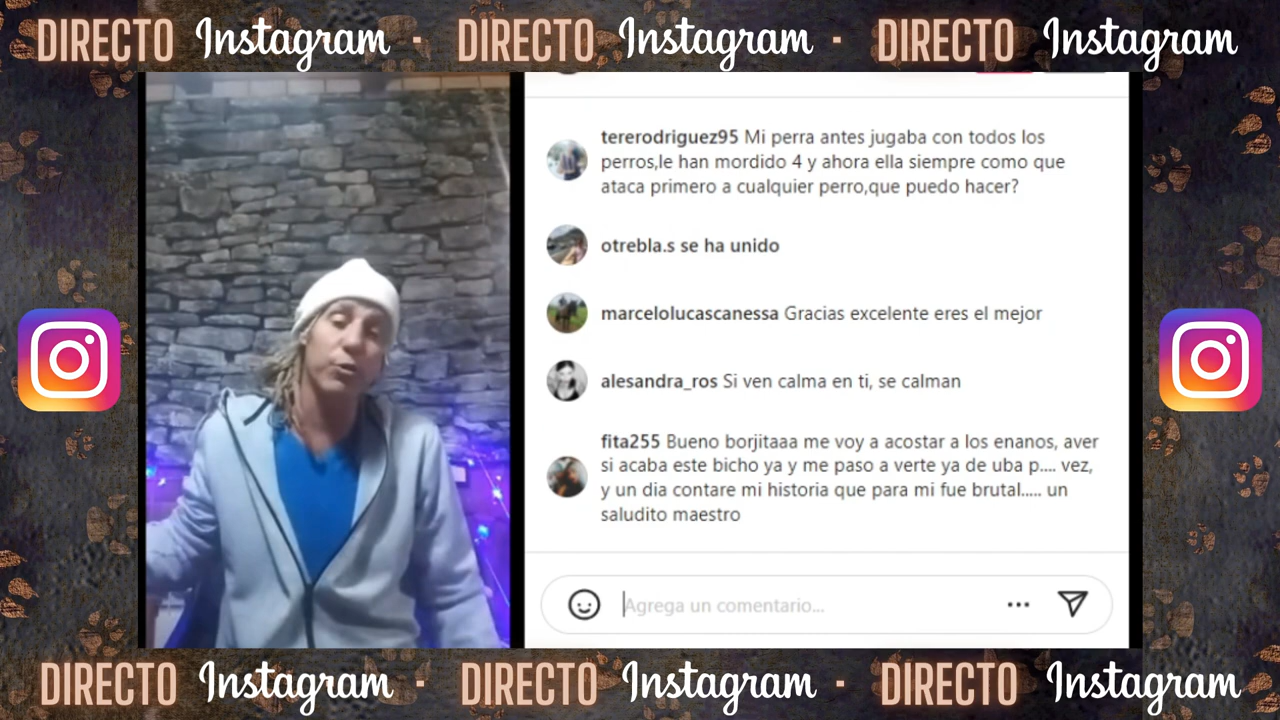 DIRECTO Instagram · DIRECTO Instagram · DIRECTO Instagram
tererodriguez95 Mi perra antes jugaba con todos los
perros,le han mordido 4 y ahora ella siempre como que
ataca primero a cualquier perro,que puedo hacer?
otrebla.s se ha unido
marcelolucascanessa Gracias excelente eres el mejor
alesandra_ros Si ven calma en ti, se calman
fita255 Bueno borjitaaa me voy a acostar a los enanos, aver
si acaba este bicho ya y me paso a verte ya de uba p.... vez,
y un dia contare mi historia que para mi fue brutal..... un
saludito maestro
Agrega un comentario...
DIRECTO Instagram · DIRECTO Instagram · DIRECTO Instagram